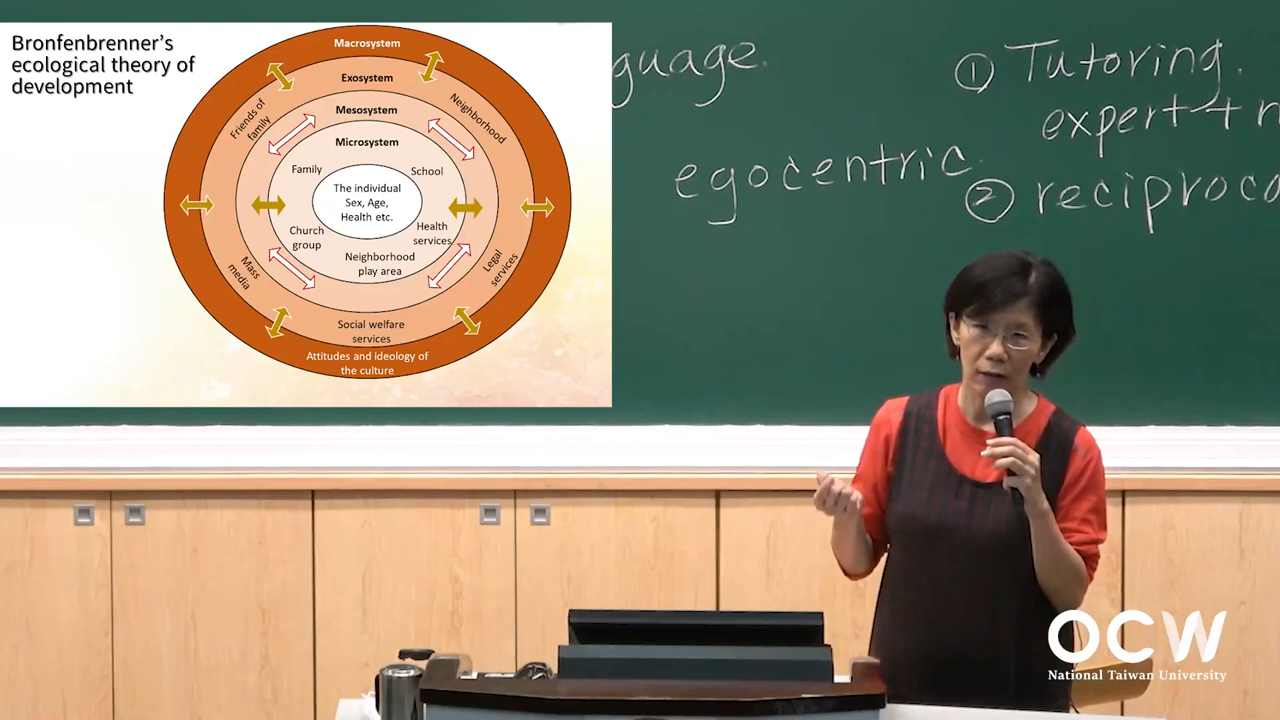 Bronfenbrenner's
ecological theory of
development
Macrosystem
Exosystem
Mesosystem
Microsystem
Friends of
family
Neighborhood
Family
School
The individual
Sex, Age,
Health etc.
Church
group
Health
services
Neighborhood
play area
Mass
media
Legal
services
Social welfare
services
Attitudes and ideology of
the culture
guage.
egocentric.
① Tutoring.
expert + n
② reciproca
OCW
National Taiwan University